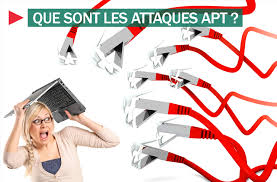 QUE SONT LES ATTAQUES APT ?